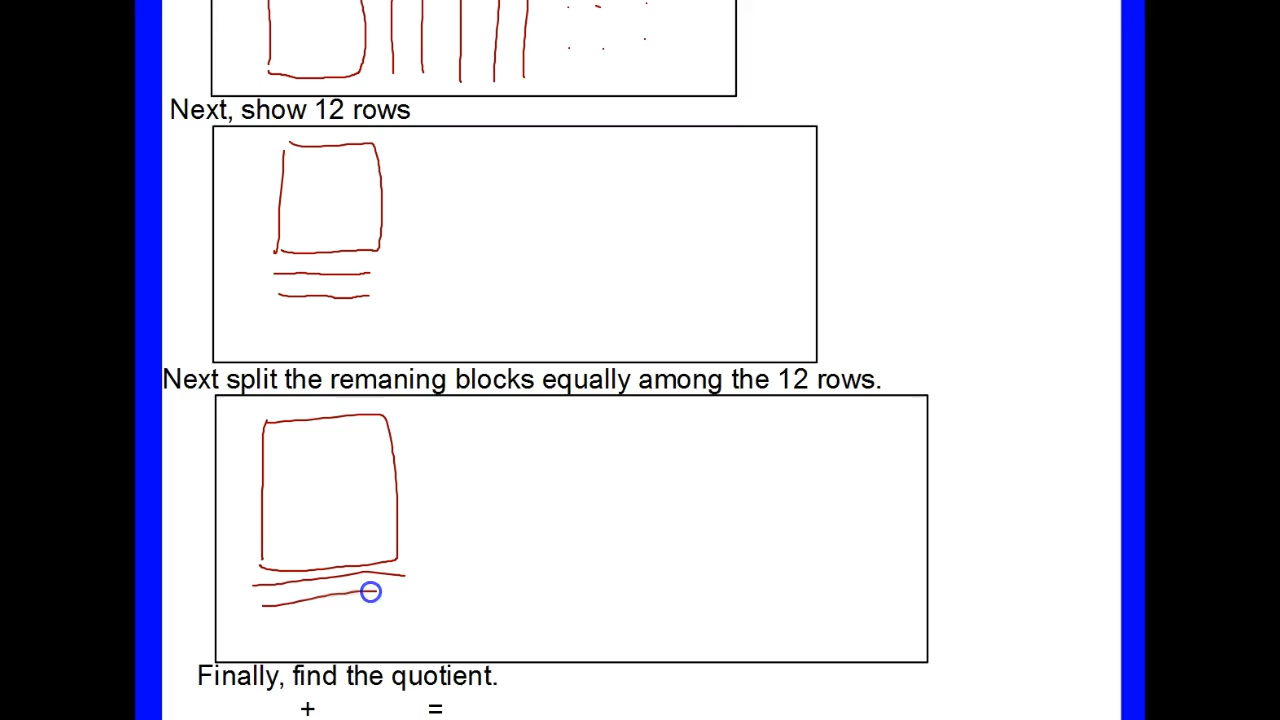 Next, show 12 rows
Next split the remaning blocks equally among the 12 rows.
Finally, find the quotient.
+ =